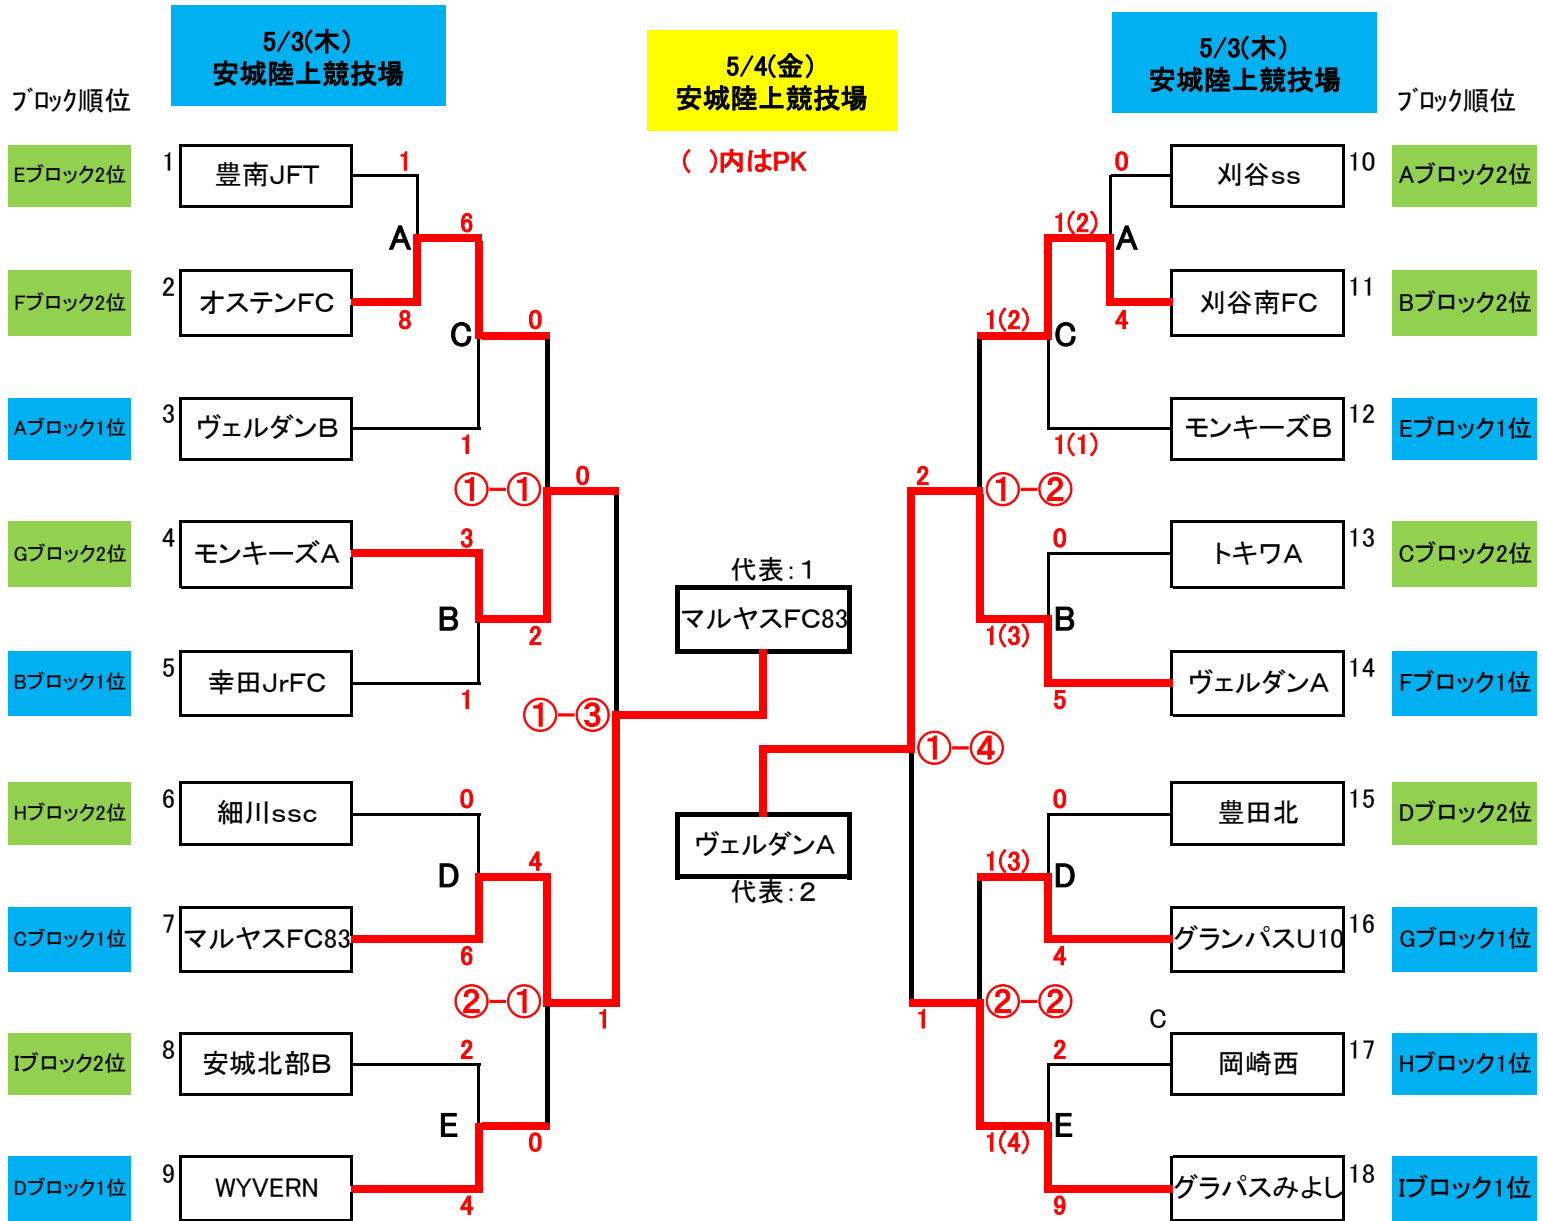 5/3(木)
安城陸上競技場
5/4(金)
安城陸上競技場
5/3(木)
安城陸上競技場
ブロック順位
ブロック順位
( )内はPK
Eブロック2位
1
豊南JFT
1
A
6
Fブロック2位
2
オステンFC
8
C
0
Aブロック1位
3
ヴェルダンB
1
①-①
0
Gブロック2位
4
モンキーズA
3
B
2
Bブロック1位
5
幸田JrFC
1
①-③
Hブロック2位
6
細川ssc
0
D
4
Cブロック1位
7
マルヤスFC83
6
②-①
1
Iブロック2位
8
安城北部B
2
E
0
Dブロック1位
9
WYVERN
4
代表:1
マルヤスFC83
ヴェルダンA
代表:2
0
刈谷ss
10
Aブロック2位
1(2)
A
4
刈谷南FC
11
Bブロック2位
1(2)
C
1(1)
モンキーズB
12
Eブロック1位
2
①-②
0
トキワA
13
Cブロック2位
1(3)
B
5
ヴェルダンA
14
Fブロック1位
①-④
0
豊田北
15
Dブロック2位
1(3)
D
4
グランパスU10
16
Gブロック1位
1
②-②
C
2
岡崎西
17
Hブロック1位
1(4)
E
9
グラパスみよし
18
Iブロック1位